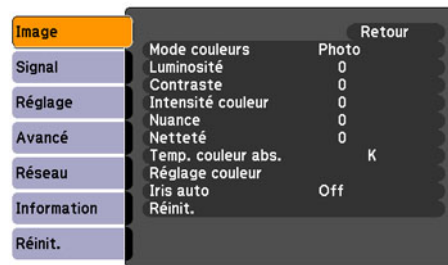 Image
Signal
Réglage
Avancé
Réseau
Information
Réinit.
Retour
Mode couleurs Photo
Luminosité 0
Contraste 0
Intensité couleur 0
Nuance 0
Netteté 0
Temp. couleur abs. K
Réglage couleur
Iris auto Off
Réinit.